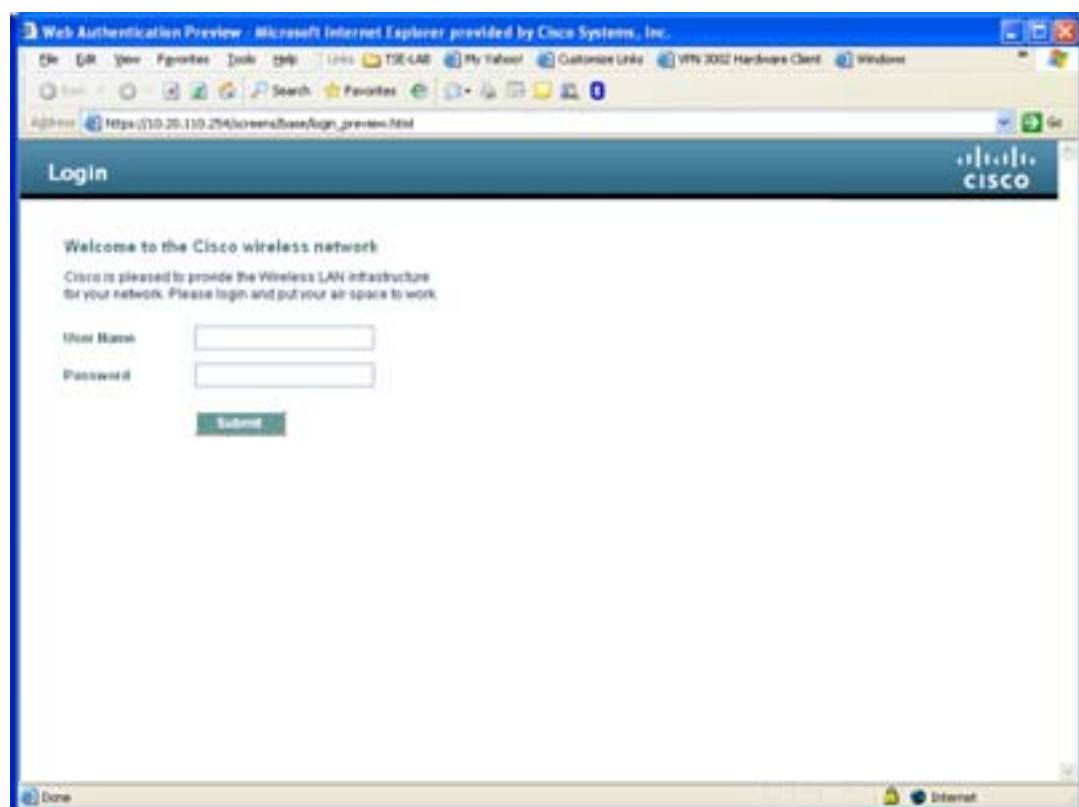 Web Authentication Preview - Microsoft Internet Explorer provided by Cisco Systems, Inc.
File Edit View Favorites Tools Help Links TSE-LAB My Yahoo! Customize Links VPN 3002 Hardware Client Windows
Search Favorites
Address https://10.20.110.254/screens/base/login_preview.html Go
Login
CISCO
Welcome to the Cisco wireless network
Cisco is pleased to provide the Wireless LAN infrastructure
for your network. Please login and put your air space to work.
User Name
Password
Submit
Done Internet